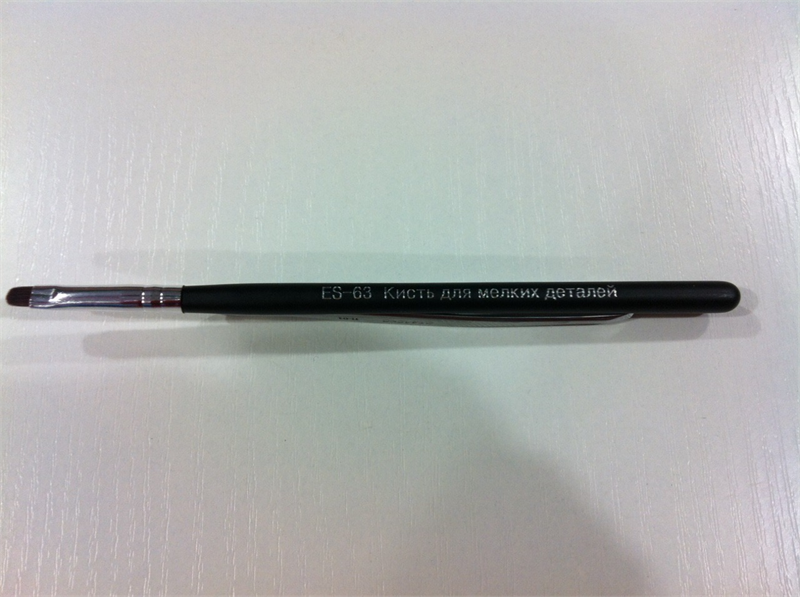 ES-63 Кисть для мелких деталей